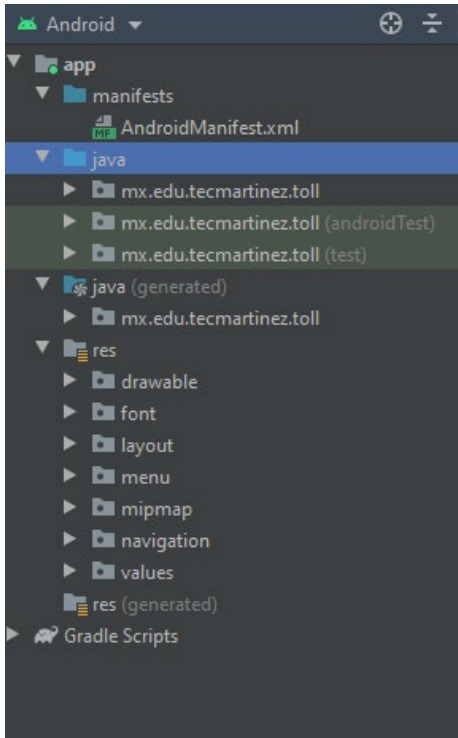 Android
app
manifests
MF AndroidManifest.xml
java
mx.edu.tecmartinez.toll
mx.edu.tecmartinez.toll (androidTest)
mx.edu.tecmartinez.toll (test)
java (generated)
mx.edu.tecmartinez.toll
res
drawable
font
layout
menu
mipmap
navigation
values
res (generated)
Gradle Scripts